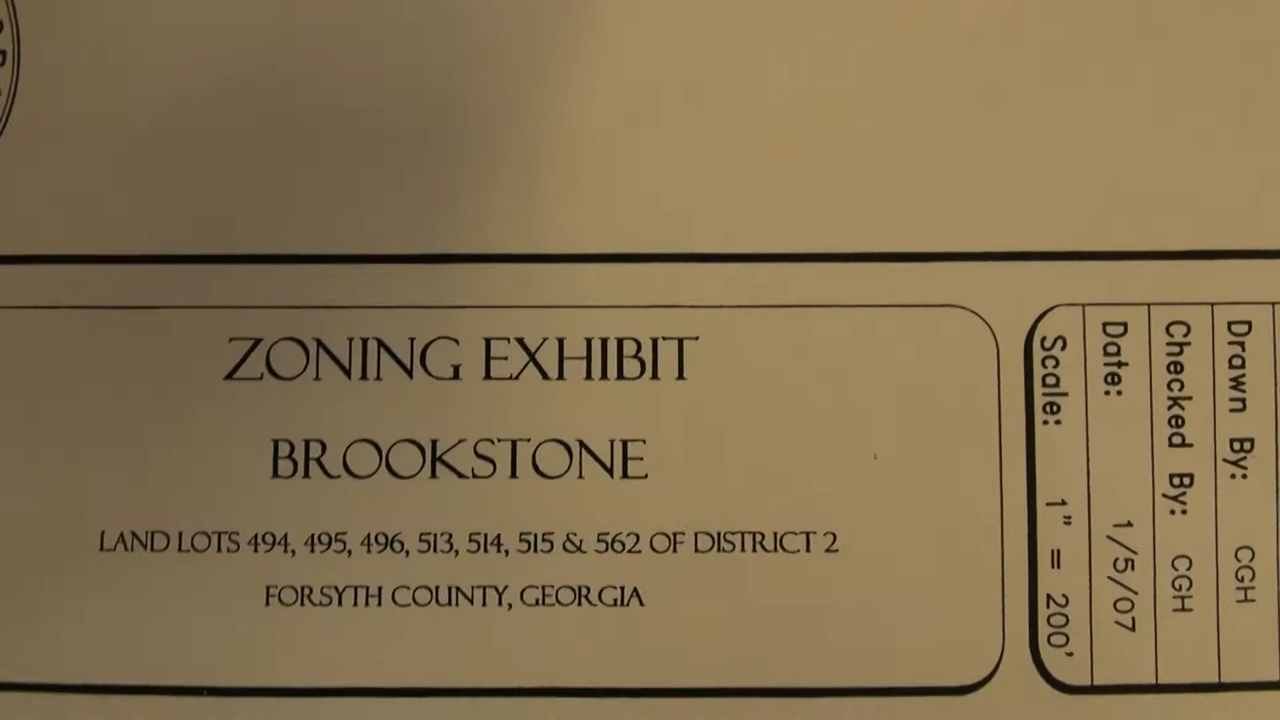 ZONING EXHIBIT
BROOKSTONE
LAND LOTS 494, 495, 496, 513, 514, 515 & 562 OF DISTRICT 2
FORSYTH COUNTY, GEORGIA
Drawn By: CGH
Checked By: CGH
Date: 1/5/07
Scale: 1" = 200'